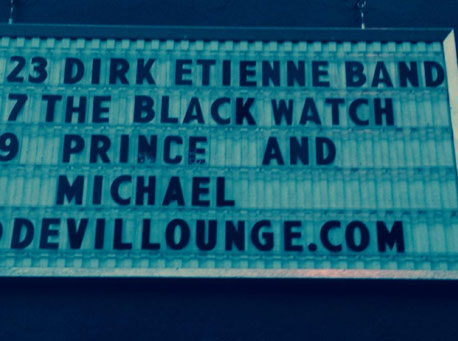 23 DIRK ETIENNE BAND
7 THE BLACK WATCH
9 PRINCE AND
MICHAEL
DEVILLOUNGE.COM